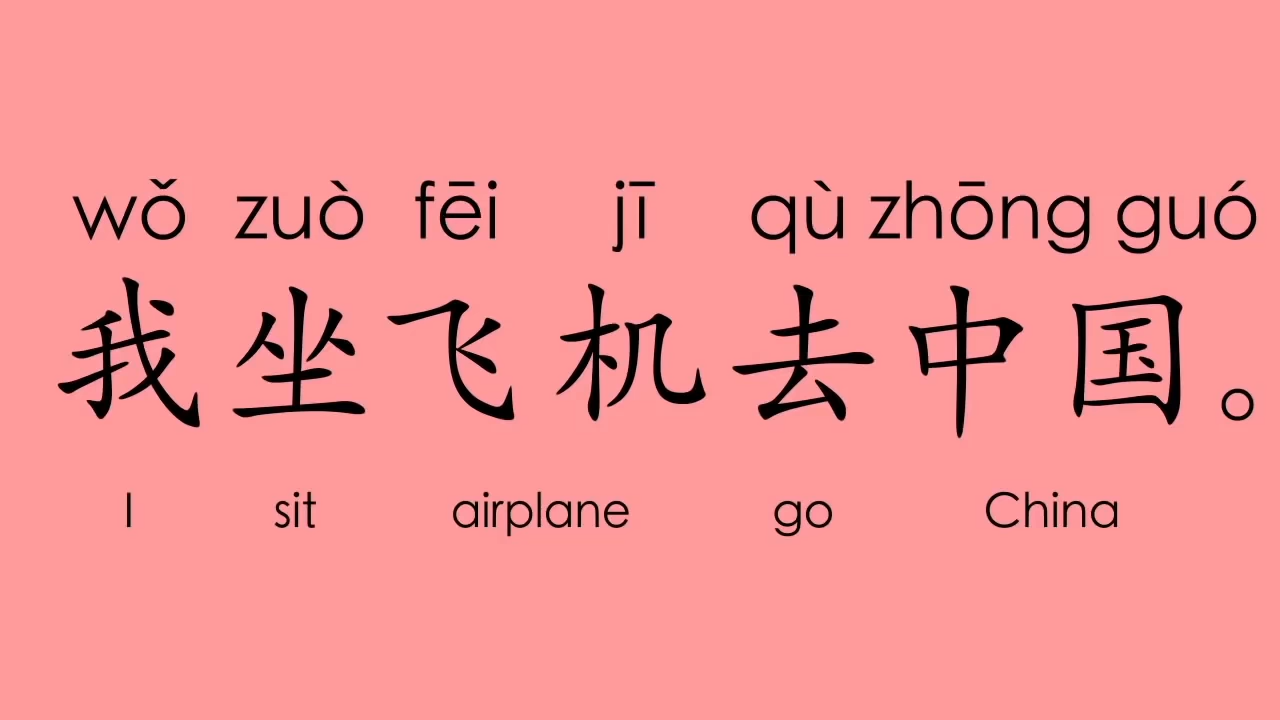 wǒ zuò fēi jī qù zhōng guó
我坐飞机去中国。
I sit airplane go China